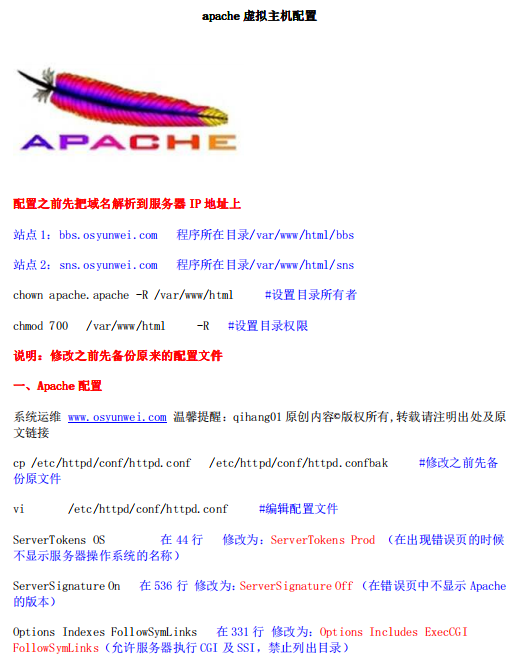 apache 虚拟主机配置
APACHE
配置之前先把域名解析到服务器 IP 地址上
站点 1：bbs.osyunwei.com 程序所在目录/var/www/html/bbs
站点 2：sns.osyunwei.com 程序所在目录/var/www/html/sns
chown apache.apache -R /var/www/html #设置目录所有者
chmod 700 /var/www/html -R #设置目录权限
说明：修改之前先备份原来的配置文件
一、Apache 配置
系统运维 www.osyunwei.com 温馨提醒：qihang01 原创内容©版权所有,转载请注明出处及原
文链接
cp /etc/httpd/conf/httpd.conf /etc/httpd/conf/httpd.confbak #修改之前先备
份原文件
vi /etc/httpd/conf/httpd.conf #编辑配置文件
ServerTokens OS 在 44 行 修改为：ServerTokens Prod （在出现错误页的时候
不显示服务器操作系统的名称）
ServerSignature On 在 536 行 修改为：ServerSignature Off （在错误页中不显示 Apache
的版本）
Options Indexes FollowSymLinks 在 331 行 修改为：Options Includes ExecCGI
FollowSymLinks（允许服务器执行 CGI 及 SSI，禁止列出目录）